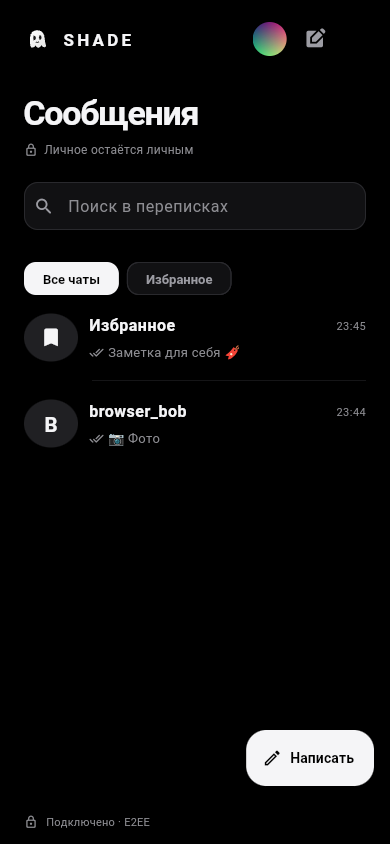 SHADE
Сообщения
Личное остаётся личным
Поиск в переписках
Все чаты
Избранное
Избранное
23:45
Заметка для себя 🧨
browser_bob
23:44
B
📷 Фото
Написать
Подключено · E2EE